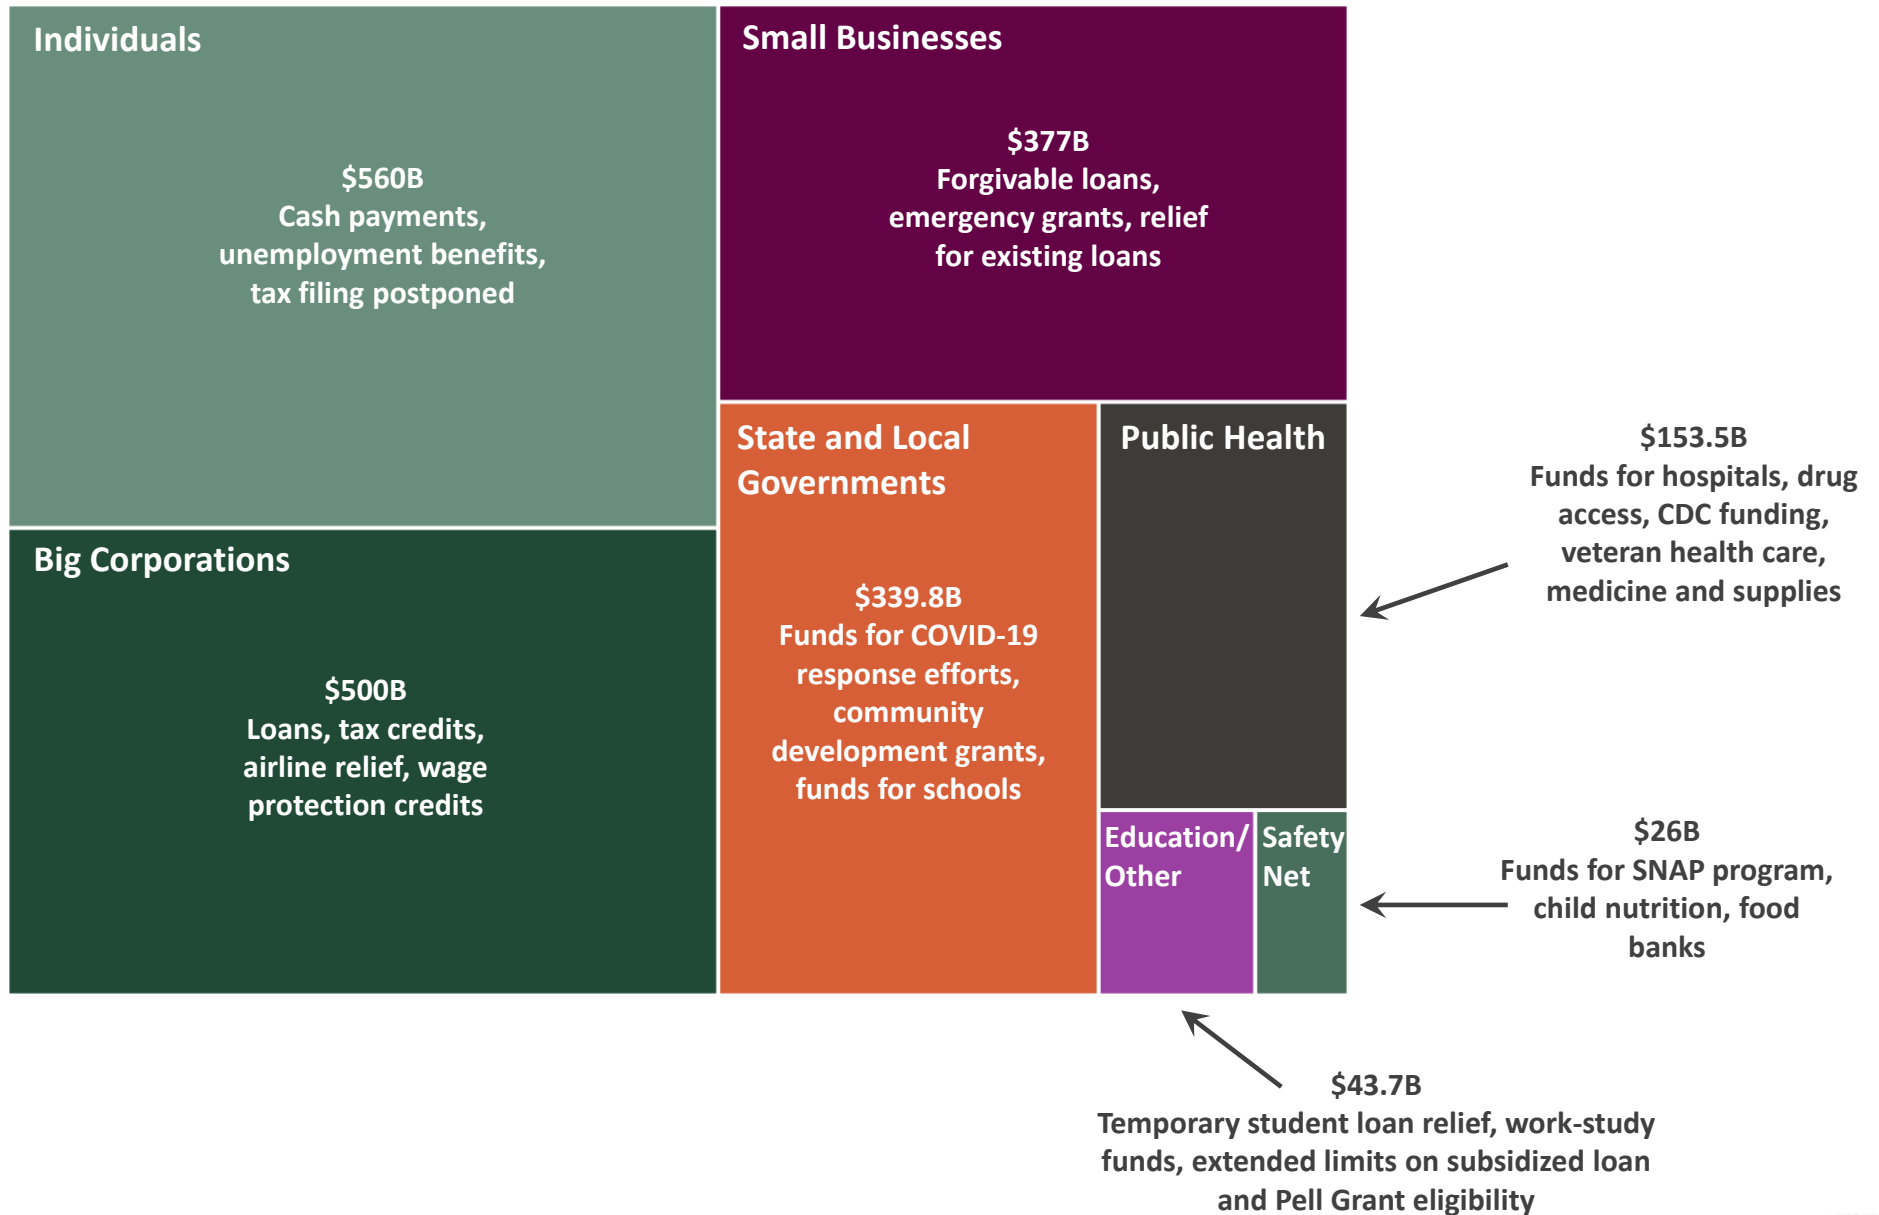 Individuals
$560B
Cash payments,
unemployment benefits,
tax filing postponed
Small Businesses
$377B
Forgivable loans,
emergency grants, relief
for existing loans
Big Corporations
$500B
Loans, tax credits,
airline relief, wage
protection credits
State and Local
Governments
$339.8B
Funds for COVID-19
response efforts,
community
development grants,
funds for schools
Public Health
$153.5B
Funds for hospitals, drug
access, CDC funding,
veteran health care,
medicine and supplies
Education/
Other
Safety
Net
$26B
Funds for SNAP program,
child nutrition, food
banks
$43.7B
Temporary student loan relief, work-study
funds, extended limits on subsidized loan
and Pell Grant eligibility